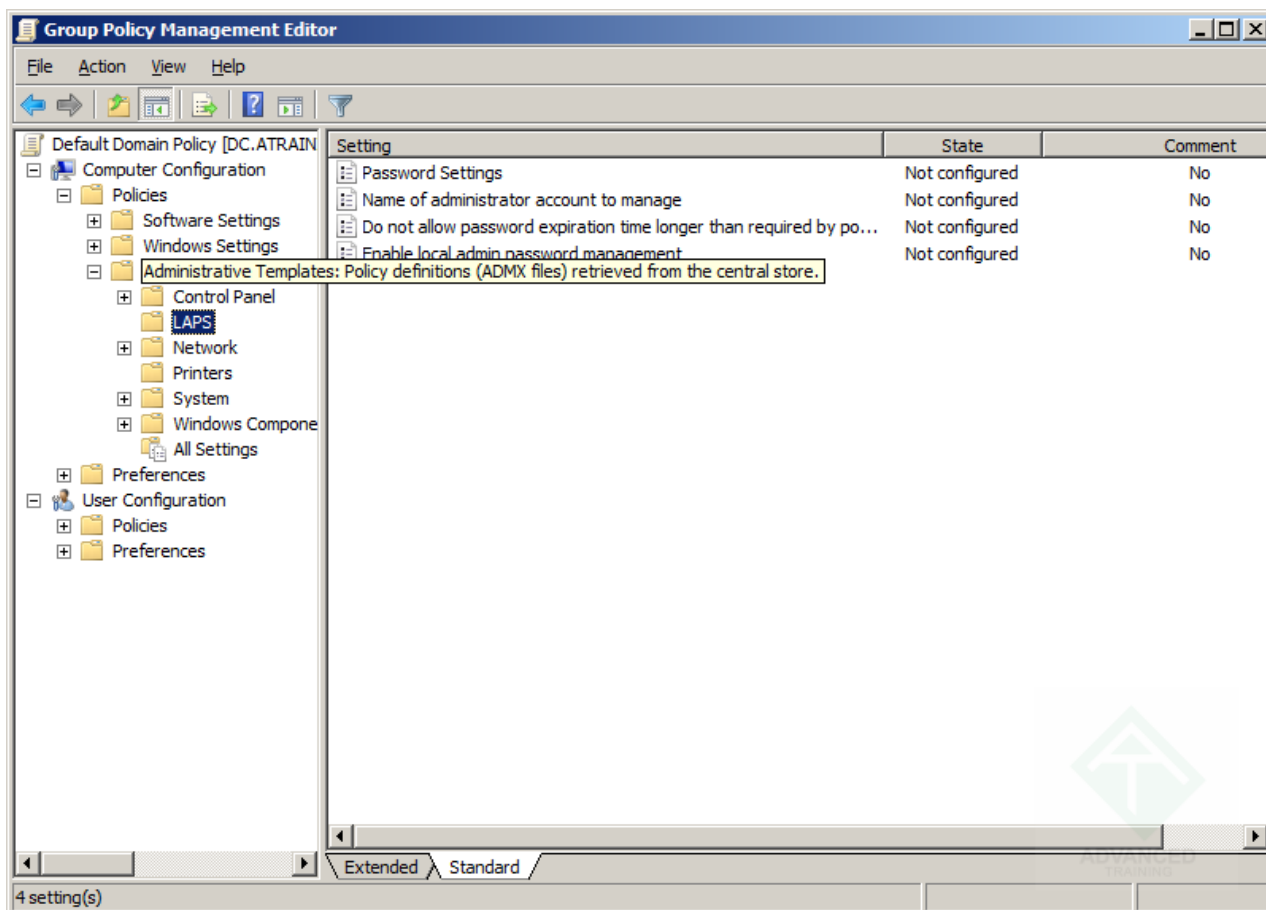 Group Policy Management Editor
File Action View Help
Default Domain Policy [DC.ATRAIN
Computer Configuration
Policies
Software Settings
Windows Settings
Administrative Templates: Policy definitions (ADMX files) retrieved from the central store.
Control Panel
LAPS
Network
Printers
System
Windows Compone
All Settings
Preferences
User Configuration
Policies
Preferences
Setting State Comment
Password Settings Not configured No
Name of administrator account to manage Not configured No
Do not allow password expiration time longer than required by po... Not configured No
Enable local admin password management Not configured No
Extended Standard
4 setting(s)
ADVANCED
TRAINING